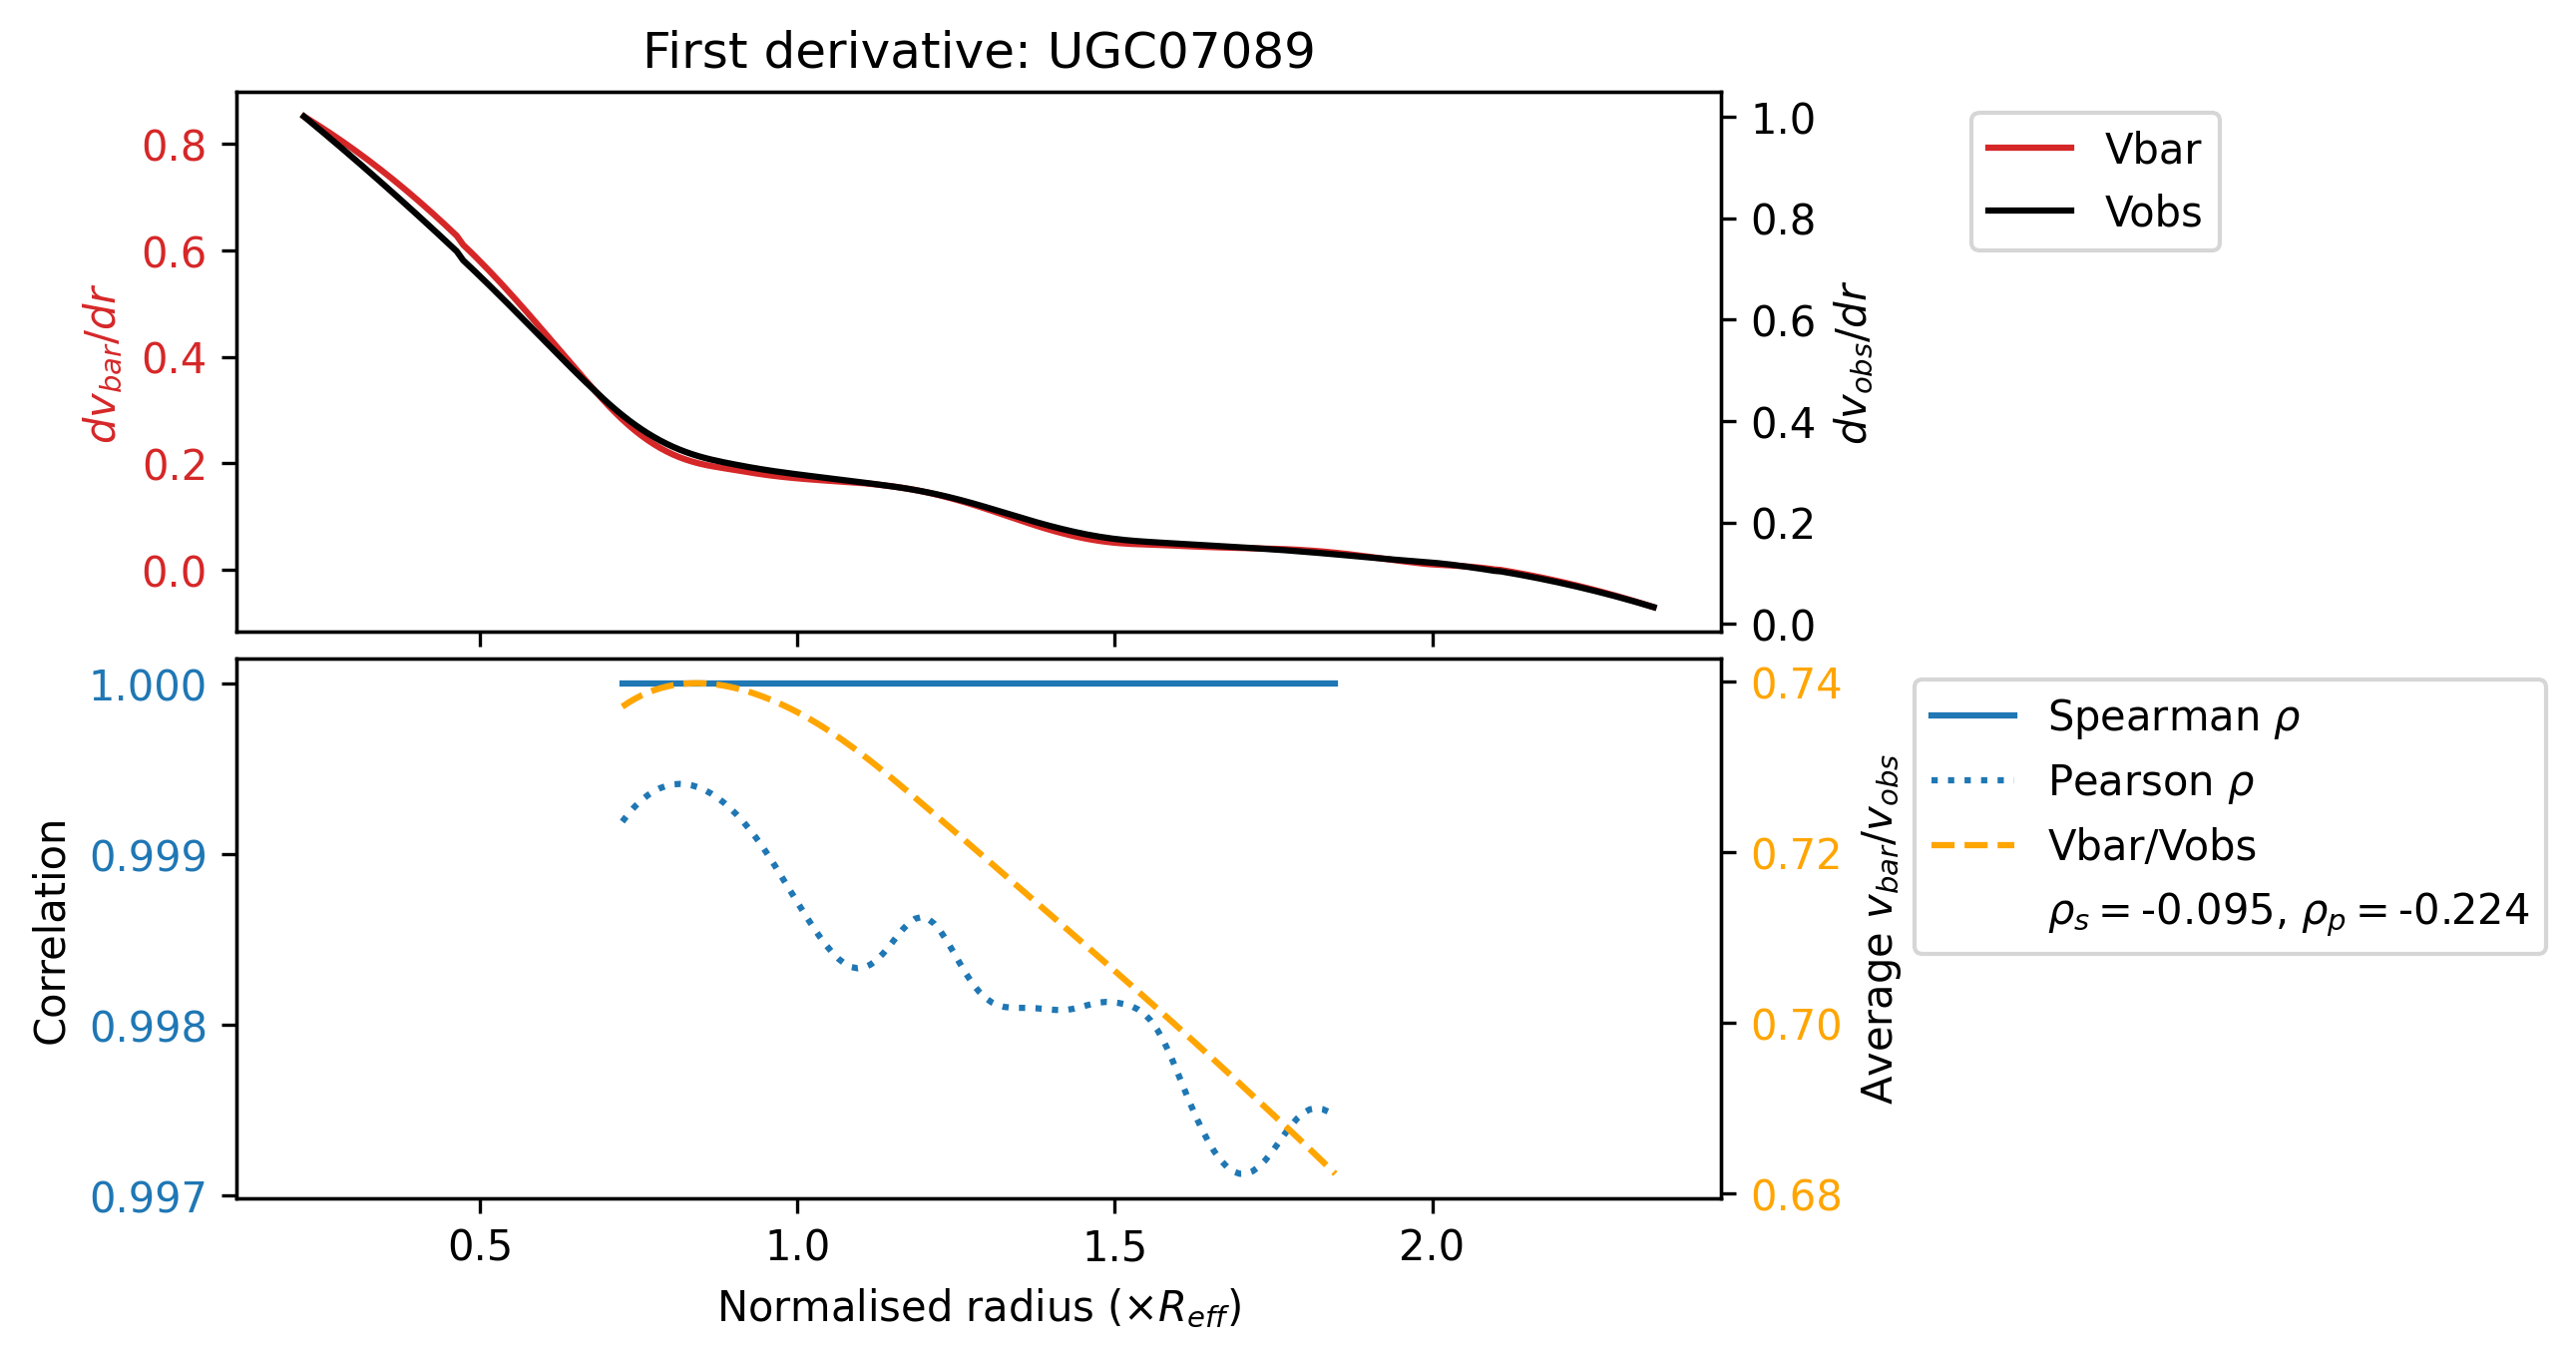 First derivative: UGC07089
0.8
0.6
0.4
0.2
0.0
dv_bar/dr
1.0
0.8
0.6
0.4
0.2
0.0
dv_obs/dr
Vbar
Vobs
1.000
0.999
0.998
0.997
Correlation
0.74
0.72
0.70
0.68
Average v_bar/v_obs
Spearman ρ
Pearson ρ
Vbar/Vobs
ρ_s = -0.095, ρ_p = -0.224
0.5 1.0 1.5 2.0
Normalised radius (×R_eff)